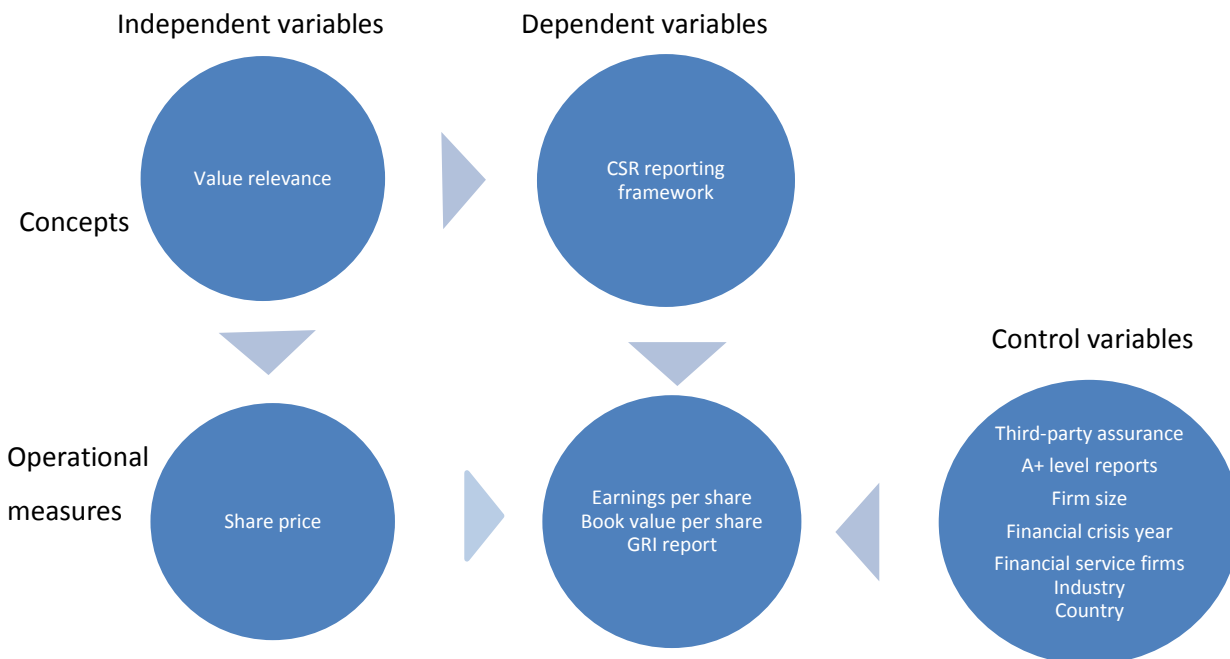 Independent variables
Dependent variables
Value relevance
CSR reporting
framework
Concepts
Control variables
Operational
measures
Share price
Earnings per share
Book value per share
GRI report
Third-party assurance
A+ level reports
Firm size
Financial crisis year
Financial service firms
Industry
Country